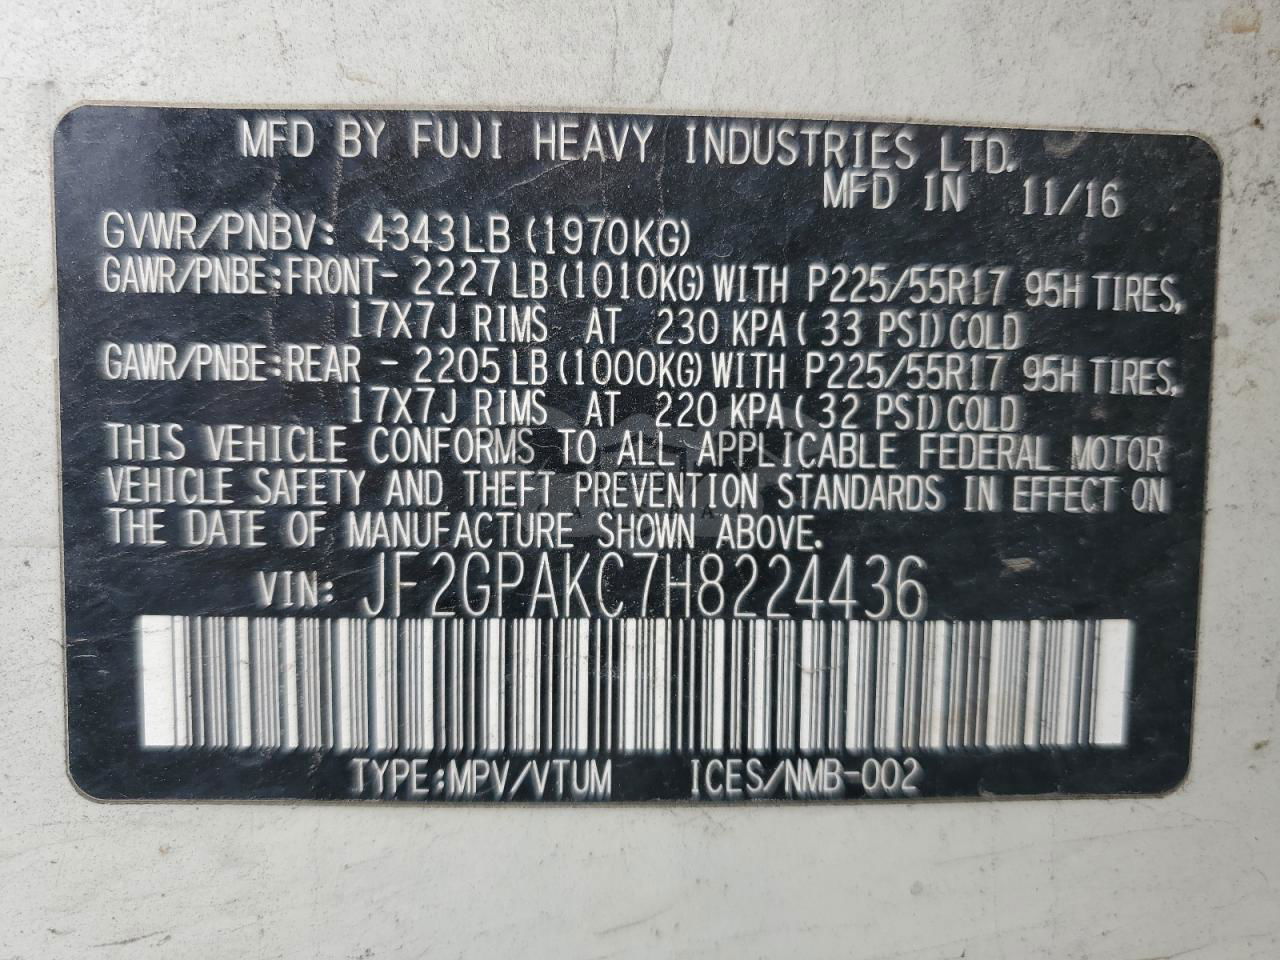 MFD BY FUJI HEAVY INDUSTRIES LTD.
MFD IN 11/16
GVWR/PNBV: 4343LB (1970KG)
GAWR/PNBE:FRONT- 2227 LB (1010KG) WITH P225/55R17 95H TIRES,
17X7J RIMS AT 230 KPA ( 33 PSI) COLD
GAWR/PNBE:REAR - 2205 LB (1000KG) WITH P225/55R17 95H TIRES,
17X7J RIMS AT 220 KPA ( 32 PSI) COLD
THIS VEHICLE CONFORMS TO ALL APPLICABLE FEDERAL MOTOR
VEHICLE SAFETY AND THEFT PREVENTION STANDARDS IN EFFECT ON
THE DATE OF MANUFACTURE SHOWN ABOVE.
VIN: JF2GPAKC7H8224436
TYPE:MPV/VTUM ICES/NMB-002